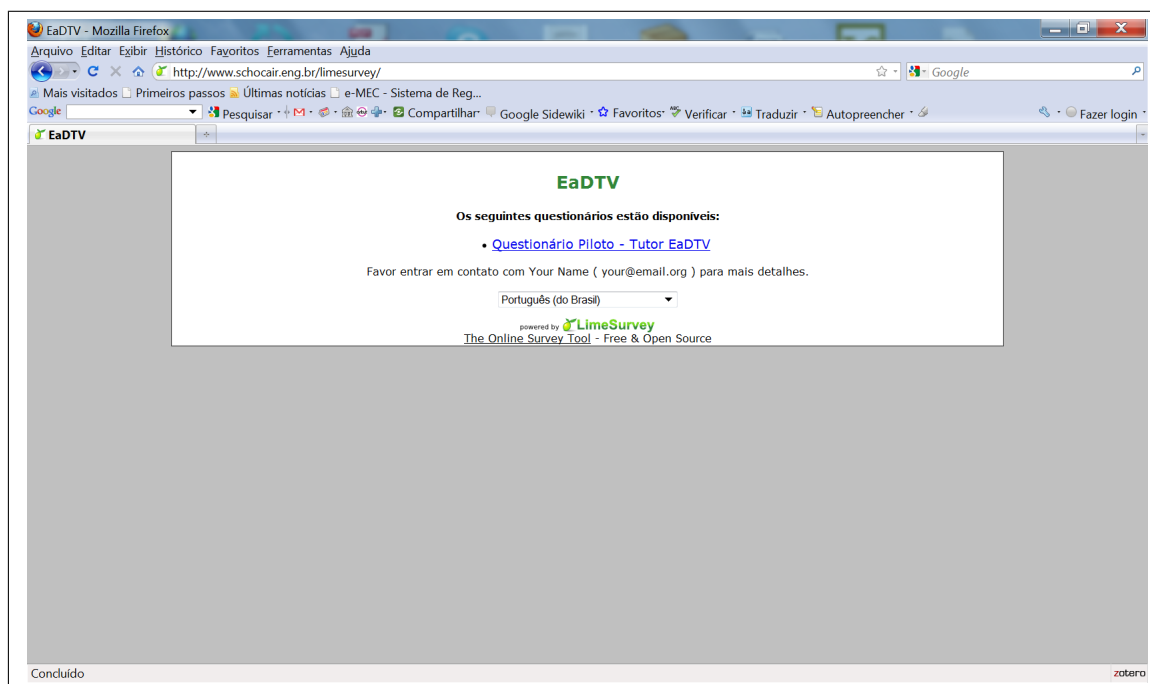 EaDTV - Mozilla Firefox
Arquivo Editar Exibir Histórico Favoritos Ferramentas Ajuda
http://www.schocair.eng.br/limesurvey/ Google
Mais visitados Primeiros passos Últimas notícias e-MEC - Sistema de Reg...
Google Pesquisar Compartilhar Google Sidewiki Favoritos Verificar Traduzir Autopreencher Fazer login
EaDTV
EaDTV
Os seguintes questionários estão disponíveis:
• Questionário Piloto - Tutor EaDTV
Favor entrar em contato com Your Name ( your@email.org ) para mais detalhes.
Português (do Brasil)
powered by LimeSurvey
The Online Survey Tool - Free & Open Source
Concluído zotero